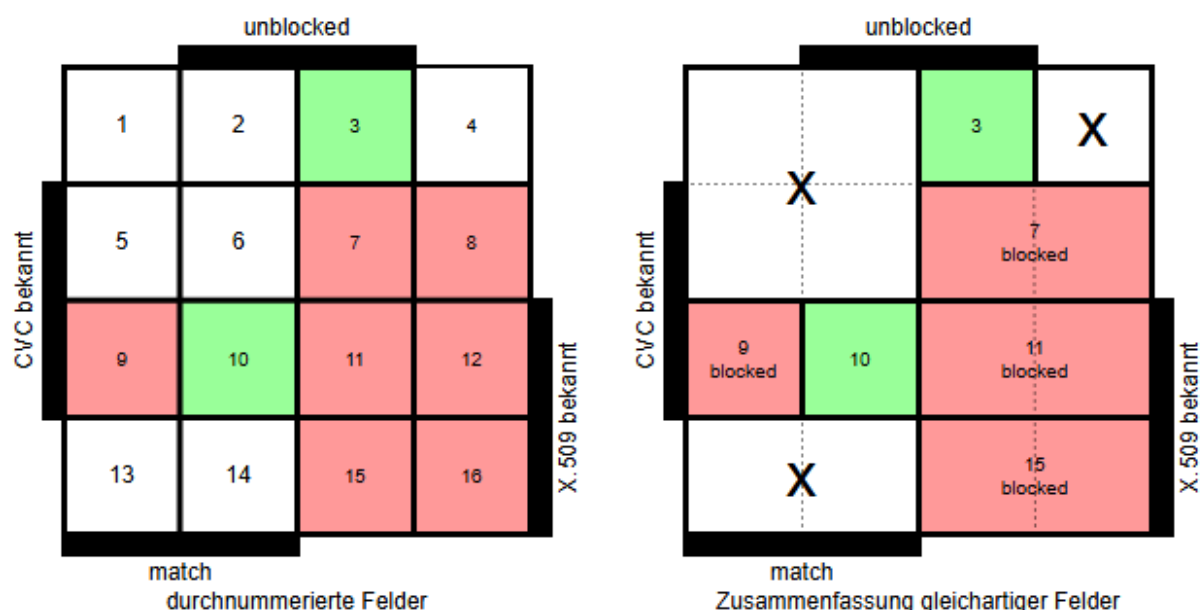 unblocked
1 2 3 4
5 6 7 8
9 10 11 12
13 14 15 16
CVC bekannt
X.509 bekannt
match
durchnummerierte Felder
unblocked
3 X
X
7
blocked
9
blocked
10
11
blocked
X
15
blocked
CVC bekannt
X.509 bekannt
match
Zusammenfassung gleichartiger Felder